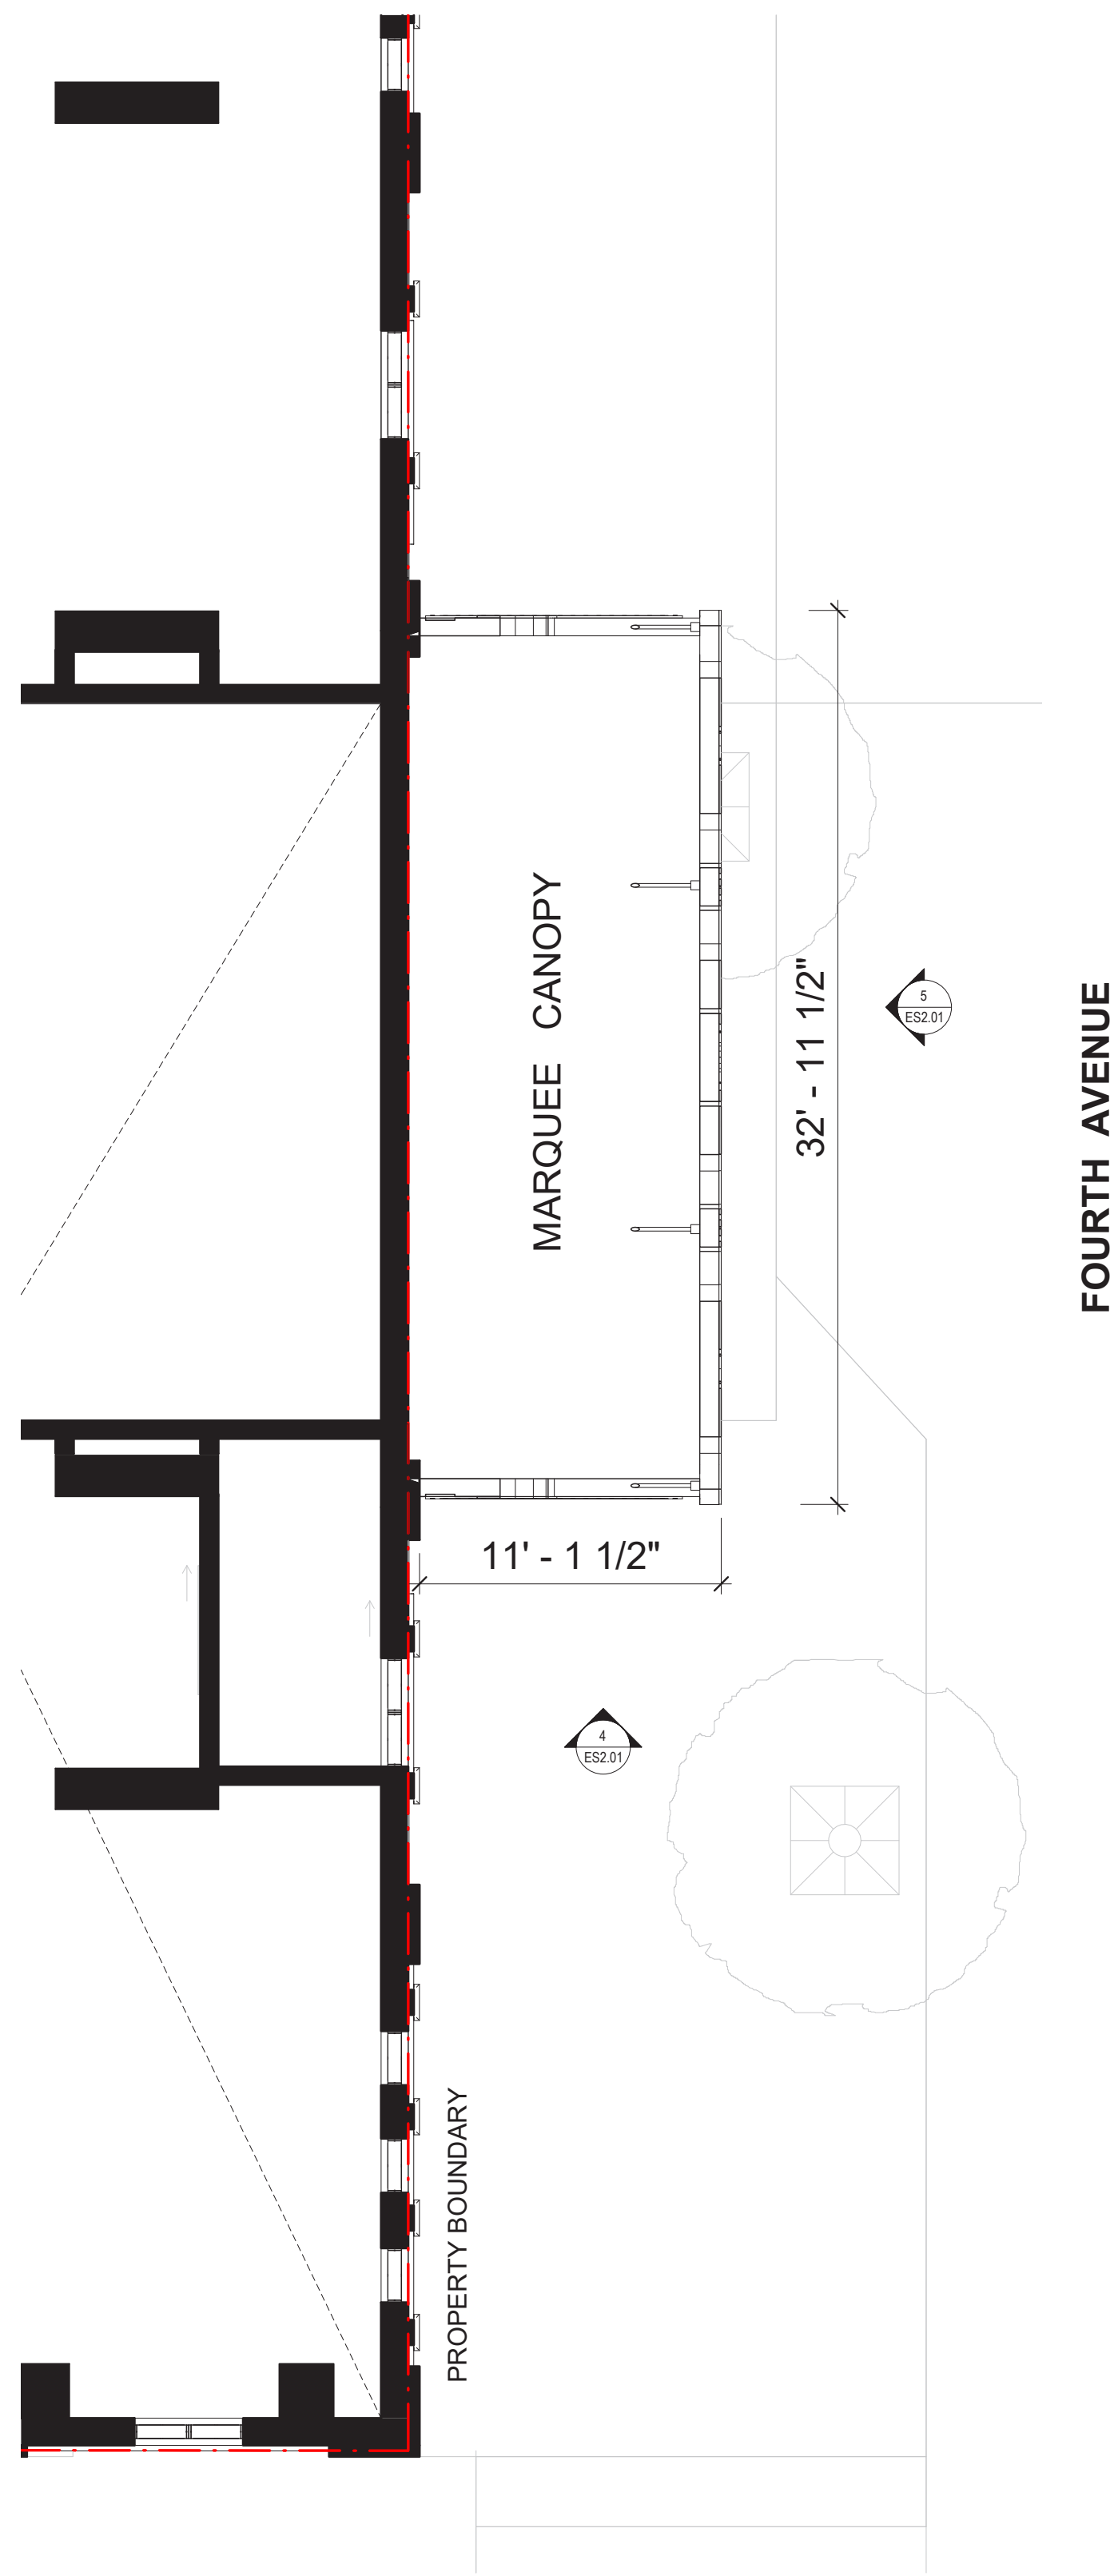 MARQUEE CANOPY
32' - 11 1/2"
5
ES2.01
FOURTH AVENUE
11' - 1 1/2"
4
ES2.01
PROPERTY BOUNDARY